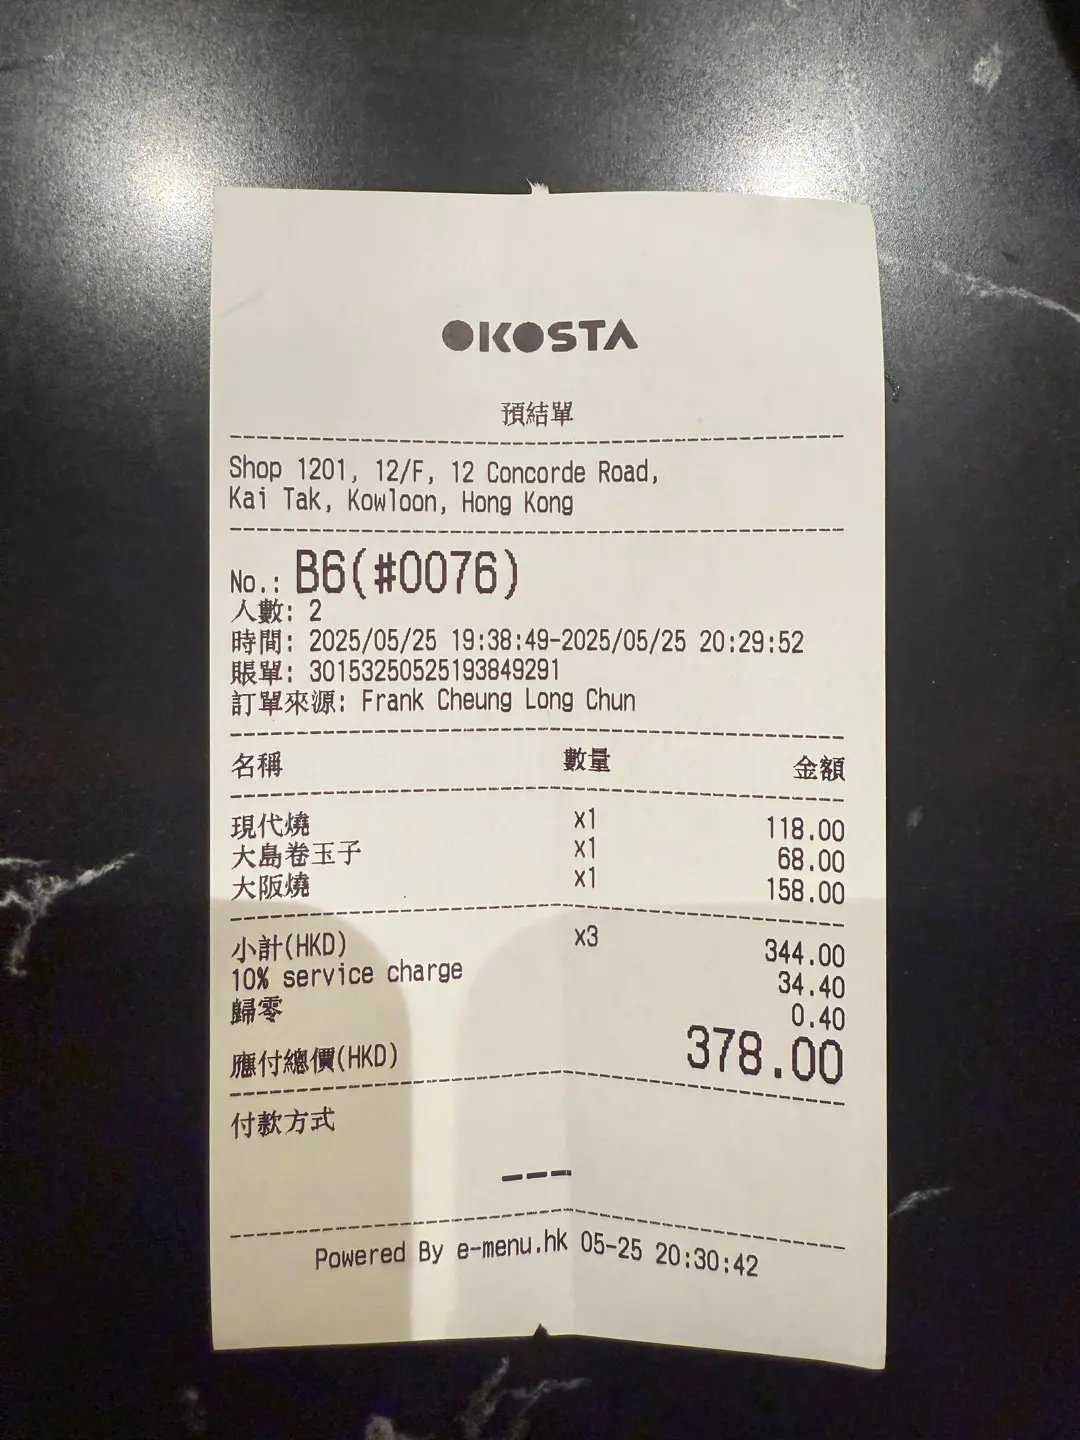 OKOSTA
預結單
Shop 1201, 12/F, 12 Concorde Road,
Kai Tak, Kowloon, Hong Kong
No.: B6(#0076)
人數: 2
時間: 2025/05/25 19:38:49-2025/05/25 20:29:52
賬單: 30153250525193849291
訂單來源: Frank Cheung Long Chun
名稱 數量 金額
現代燒 x1 118.00
大島卷玉子 x1 68.00
大阪燒 x1 158.00
小計(HKD) x3 344.00
10% service charge 34.40
歸零 0.40
應付總價(HKD) 378.00
付款方式
---
Powered By e-menu.hk 05-25 20:30:42